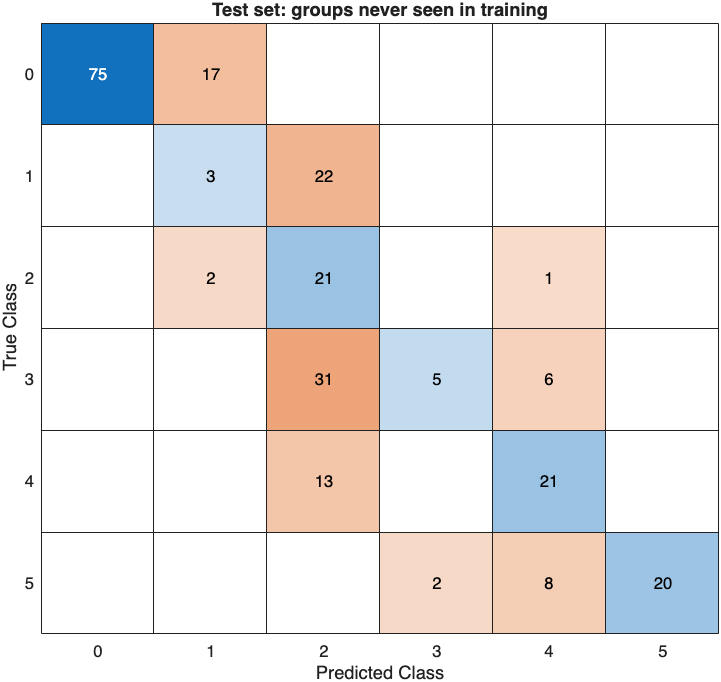 Test set: groups never seen in training
True Class
0 75 17
1 3 22
2 2 21 1
3 31 5 6
4 13 21
5 2 8 20
0 1 2 3 4 5
Predicted Class